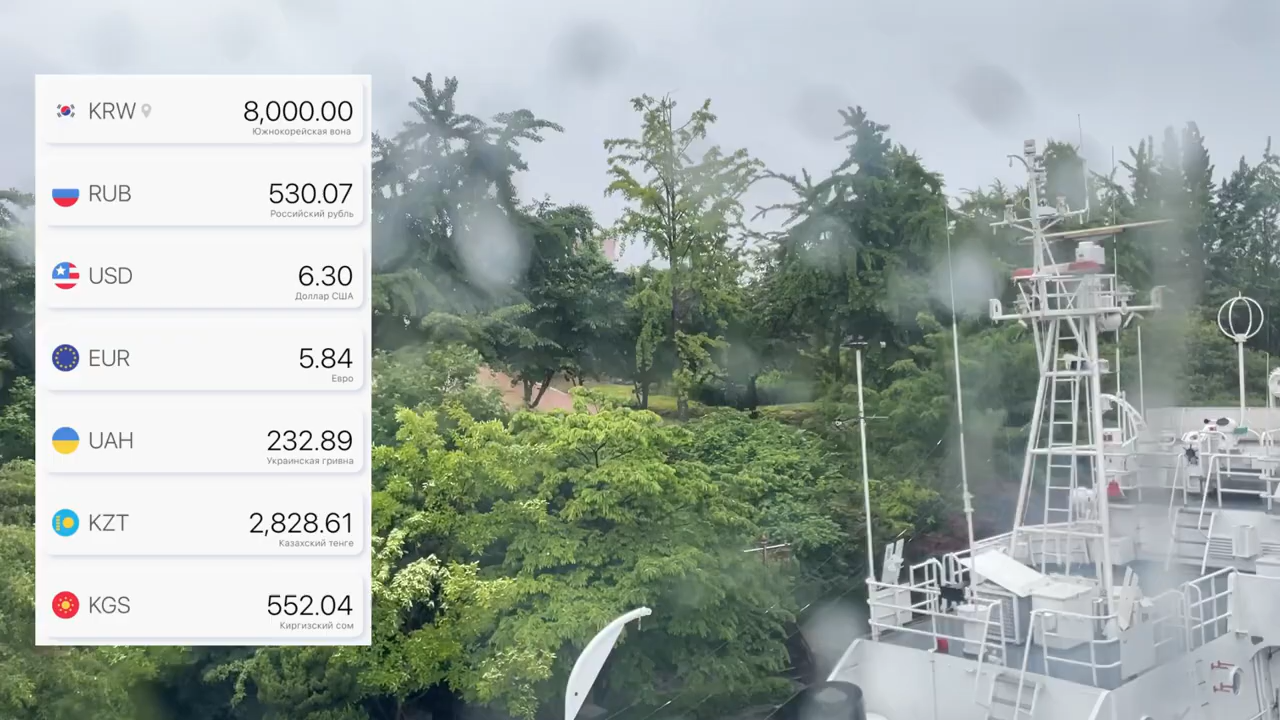 KRW 8,000.00
Южнокорейская вона
RUB 530.07
Российский рубль
USD 6.30
Доллар США
EUR 5.84
Евро
UAH 232.89
Украинская гривна
KZT 2,828.61
Казахский тенге
KGS 552.04
Киргизский сом